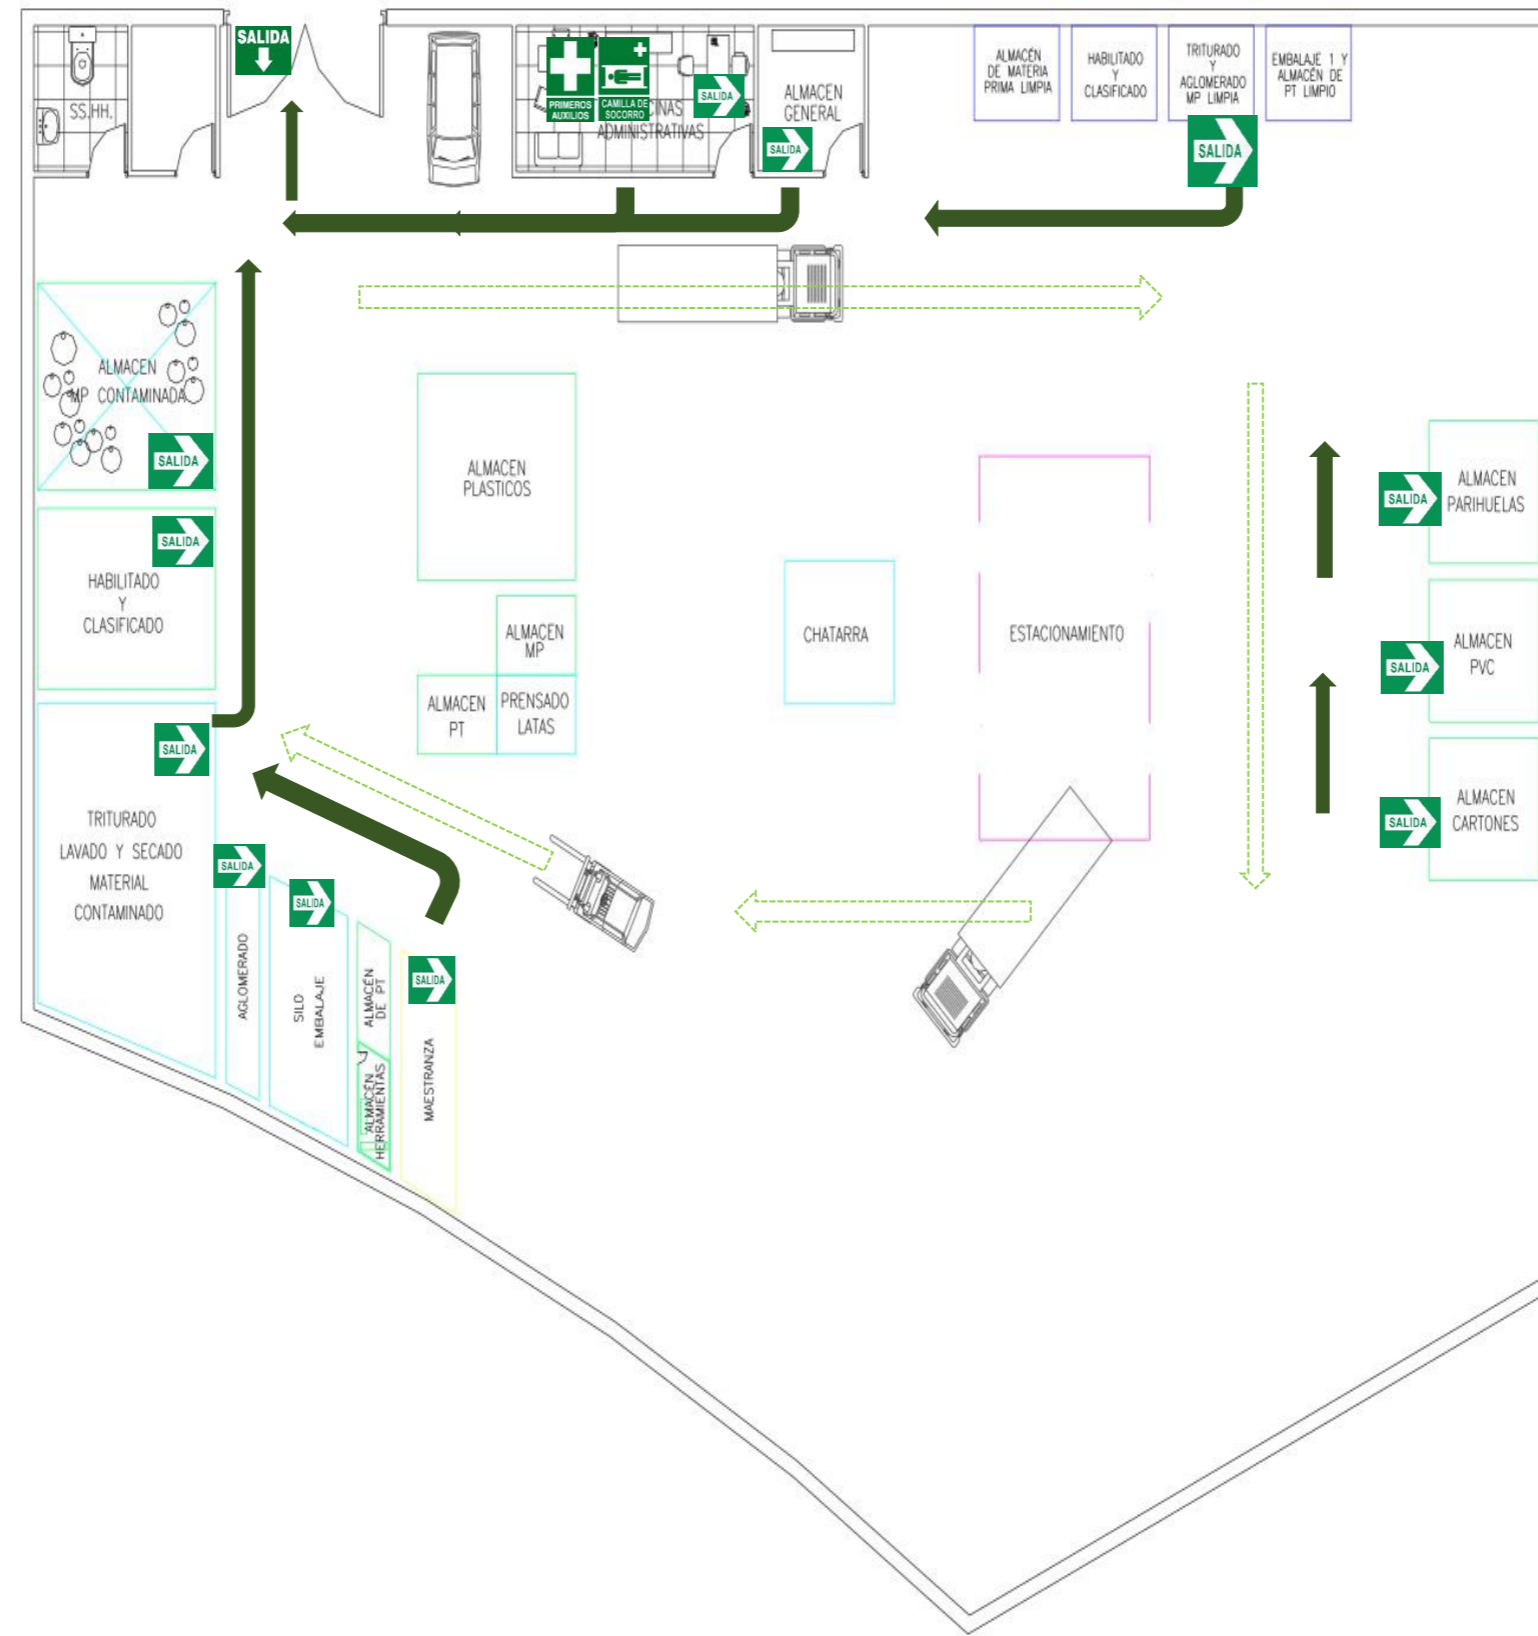 SALIDA
SS.HH.
PRIMEROS
AUXILIOS
CAMILLA DE
SOCORRO
CINAS
ADMINISTRATIVAS
SALIDA
ALMACEN
GENERAL
SALIDA
ALMACÉN
DE MATERIA
PRIMA LIMPIA
HABILITADO
Y
CLASIFICADO
TRITURADO
Y
AGLOMERADO
MP LIMPIA
EMBALAJE 1 Y
ALMACÉN DE
PT LIMPIO
SALIDA
ALMACEN
MP CONTAMINADA
SALIDA
SALIDA
HABILITADO
Y
CLASIFICADO
ALMACEN
PLASTICOS
ALMACEN
MP
ALMACEN
PT
PRENSADO
LATAS
CHATARRA
ESTACIONAMIENTO
SALIDA
ALMACEN
PARIHUELAS
SALIDA
ALMACEN
PVC
SALIDA
ALMACEN
CARTONES
SALIDA
TRITURADO
LAVADO Y SECADO
MATERIAL
CONTAMINADO
SALIDA
AGLOMERADO
SALIDA
SILO
EMBALAJE
ALMACÉN
DE PT
ALMACÉN
HERRAMIENTAS
SALIDA
MAESTRANZA